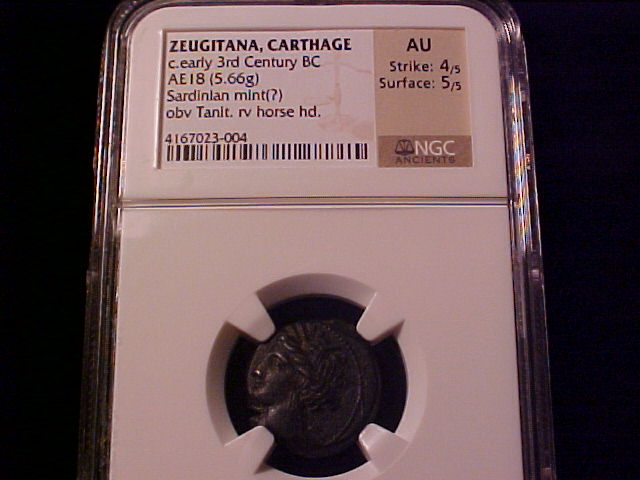 ZEUGITANA, CARTHAGE
c.early 3rd Century BC
AE18 (5.66g)
Sardinian mint(?)
obv Tanit. rv horse hd.
4167023-004
AU
Strike: 4/5
Surface: 5/5
NGC
ANCIENTS